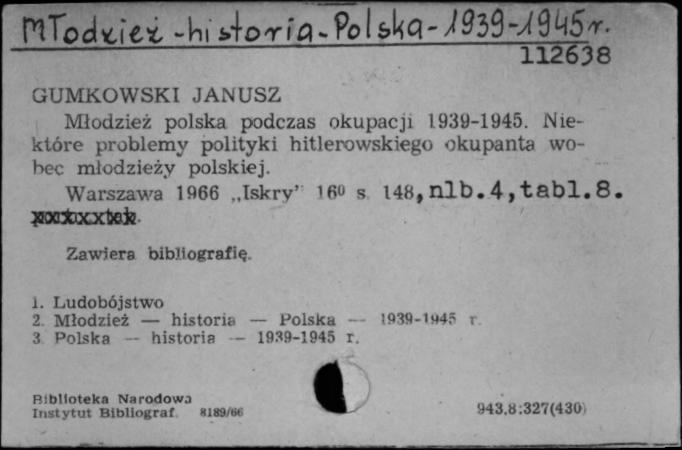 Młodzież - historia - Polska - 1939-1945 r.
112638
GUMKOWSKI JANUSZ
Młodzież polska podczas okupacji 1939-1945. Nie-
które problemy polityki hitlerowskiego okupanta wo-
bec młodzieży polskiej.
Warszawa 1966 „Iskry” 16⁰ s. 148, nlb.4, tabl.8.
Zawiera bibliografię.
1. Ludobójstwo
2. Młodzież — historia — Polska — 1939-1945 r.
3. Polska — historia — 1939-1945 r.
Biblioteka Narodowa
Instytut Bibliograf. 8189/66
943.8:327(430)